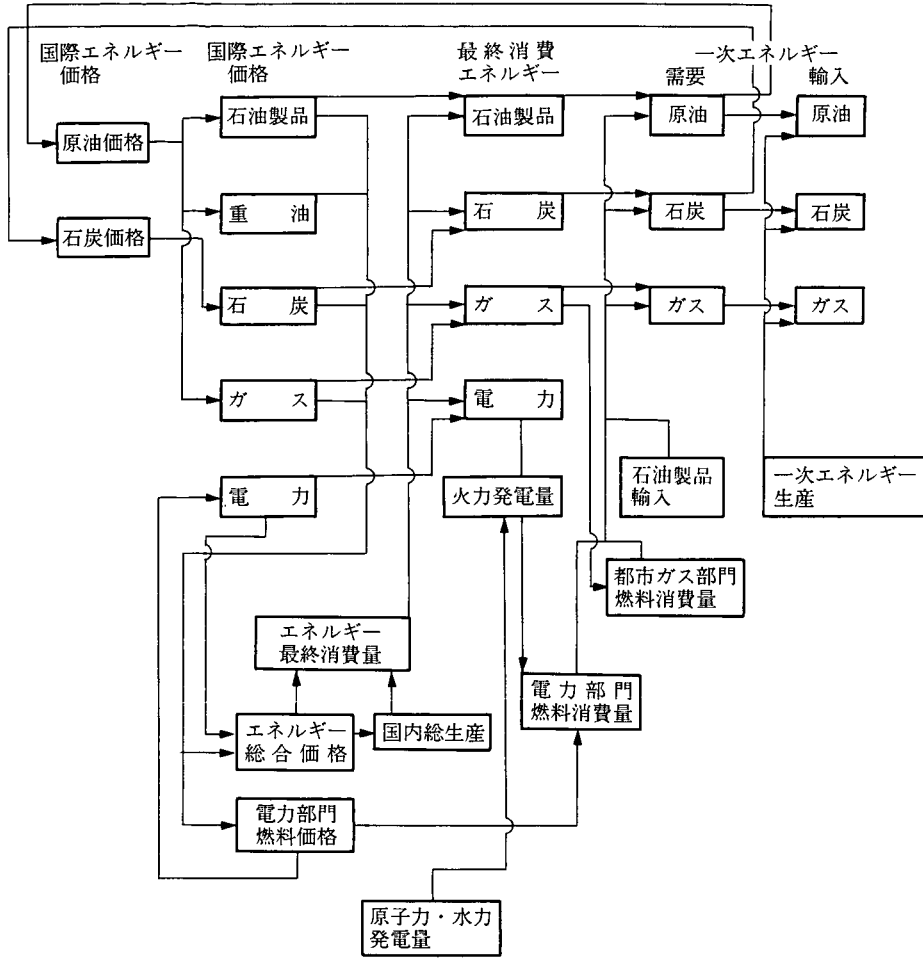 国際エネルギー
価格
国際エネルギー
価格
最終消費
エネルギー
一次エネルギー
需要
輸入
原油価格
石炭価格
石油製品
重油
石炭
ガス
電力
石油製品
石炭
ガス
電力
原油
石炭
ガス
原油
石炭
ガス
火力発電量
石油製品
輸入
一次エネルギー
生産
都市ガス部門
燃料消費量
エネルギー
最終消費量
電力部門
燃料消費量
エネルギー
総合価格
国内総生産
電力部門
燃料価格
原子力・水力
発電量